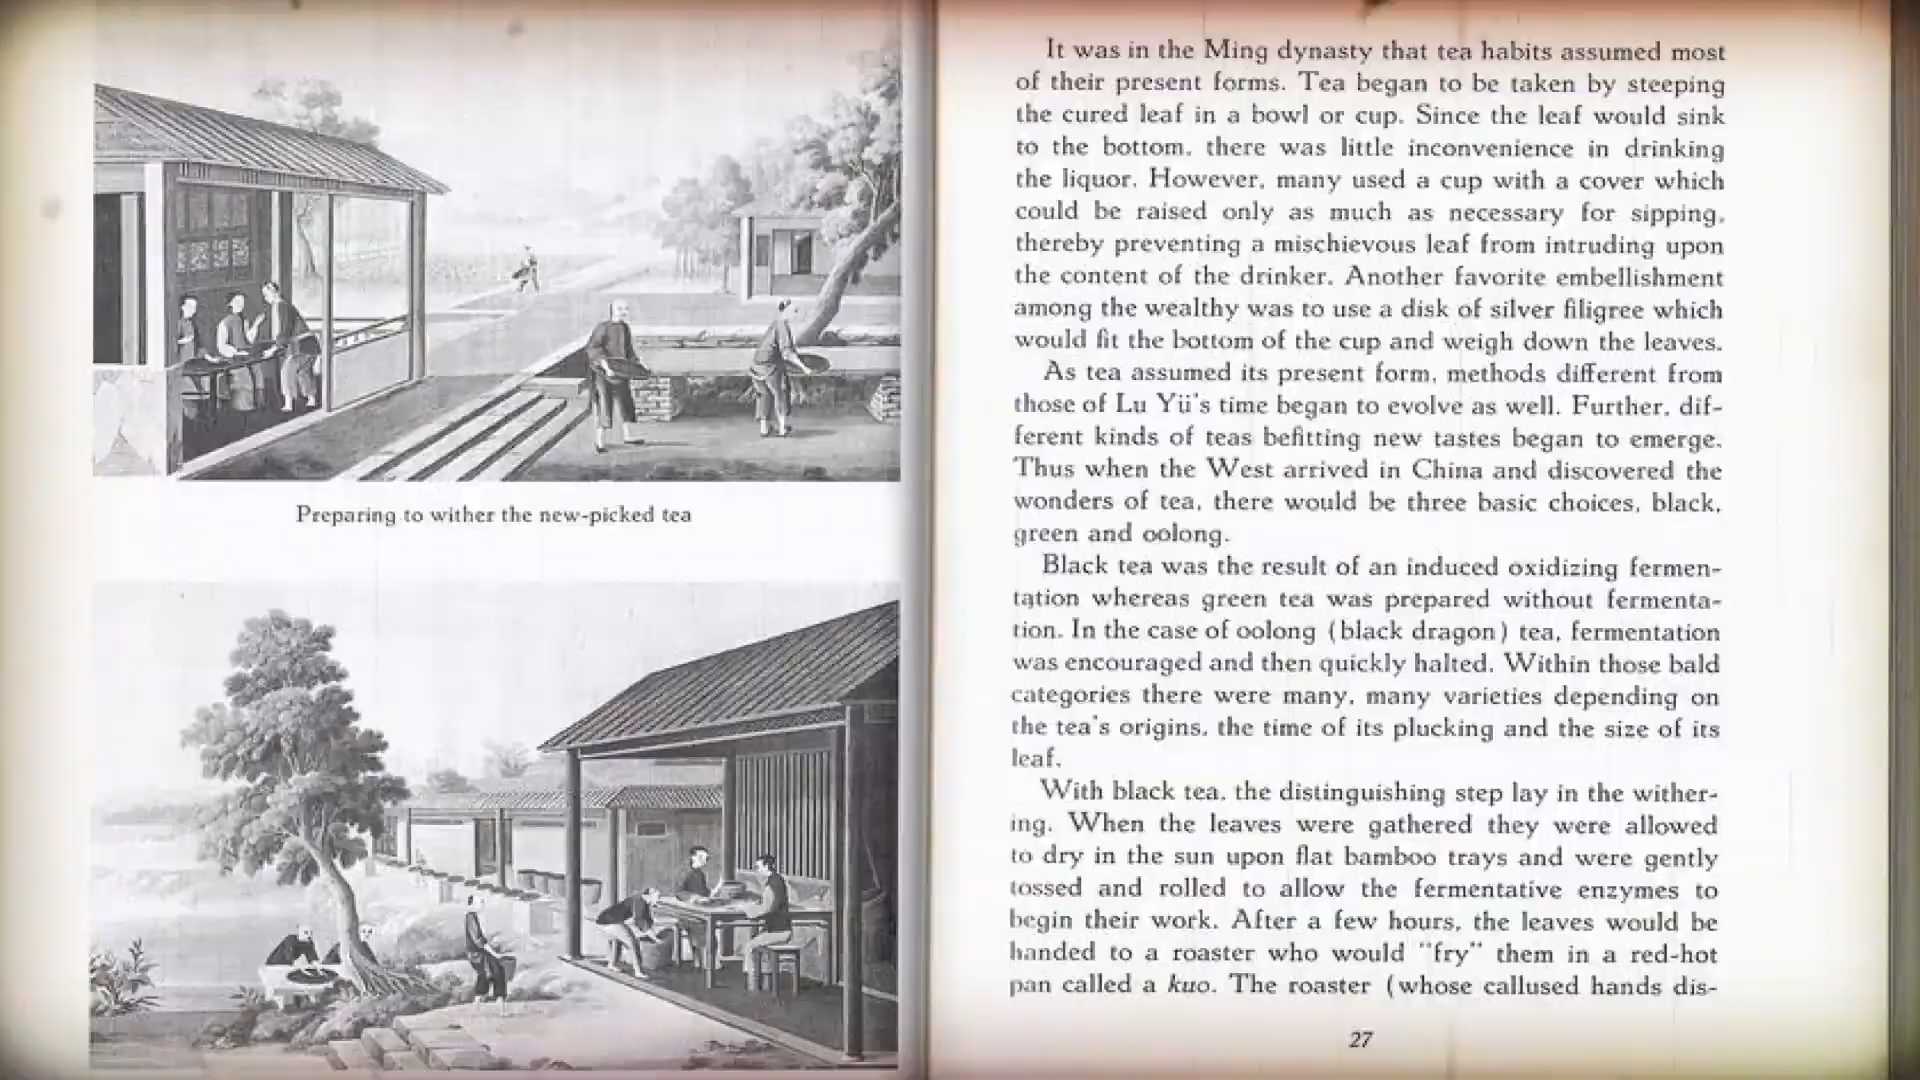 Preparing to wither the new-picked tea
It was in the Ming dynasty that tea habits assumed most
of their present forms. Tea began to be taken by steeping
the cured leaf in a bowl or cup. Since the leaf would sink
to the bottom, there was little inconvenience in drinking
the liquor. However, many used a cup with a cover which
could be raised only as much as necessary for sipping,
thereby preventing a mischievous leaf from intruding upon
the content of the drinker. Another favorite embellishment
among the wealthy was to use a disk of silver filigree which
would fit the bottom of the cup and weigh down the leaves.
As tea assumed its present form, methods different from
those of Lu Yü's time began to evolve as well. Further, dif-
ferent kinds of teas befitting new tastes began to emerge.
Thus when the West arrived in China and discovered the
wonders of tea, there would be three basic choices, black,
green and oolong.
Black tea was the result of an induced oxidizing fermen-
tation whereas green tea was prepared without fermenta-
tion. In the case of oolong (black dragon) tea, fermentation
was encouraged and then quickly halted. Within those bald
categories there were many, many varieties depending on
the tea's origins, the time of its plucking and the size of its
leaf.
With black tea, the distinguishing step lay in the wither-
ing. When the leaves were gathered they were allowed
to dry in the sun upon flat bamboo trays and were gently
tossed and rolled to allow the fermentative enzymes to
begin their work. After a few hours, the leaves would be
handed to a roaster who would "fry" them in a red-hot
pan called a kuo. The roaster (whose callused hands dis-
27